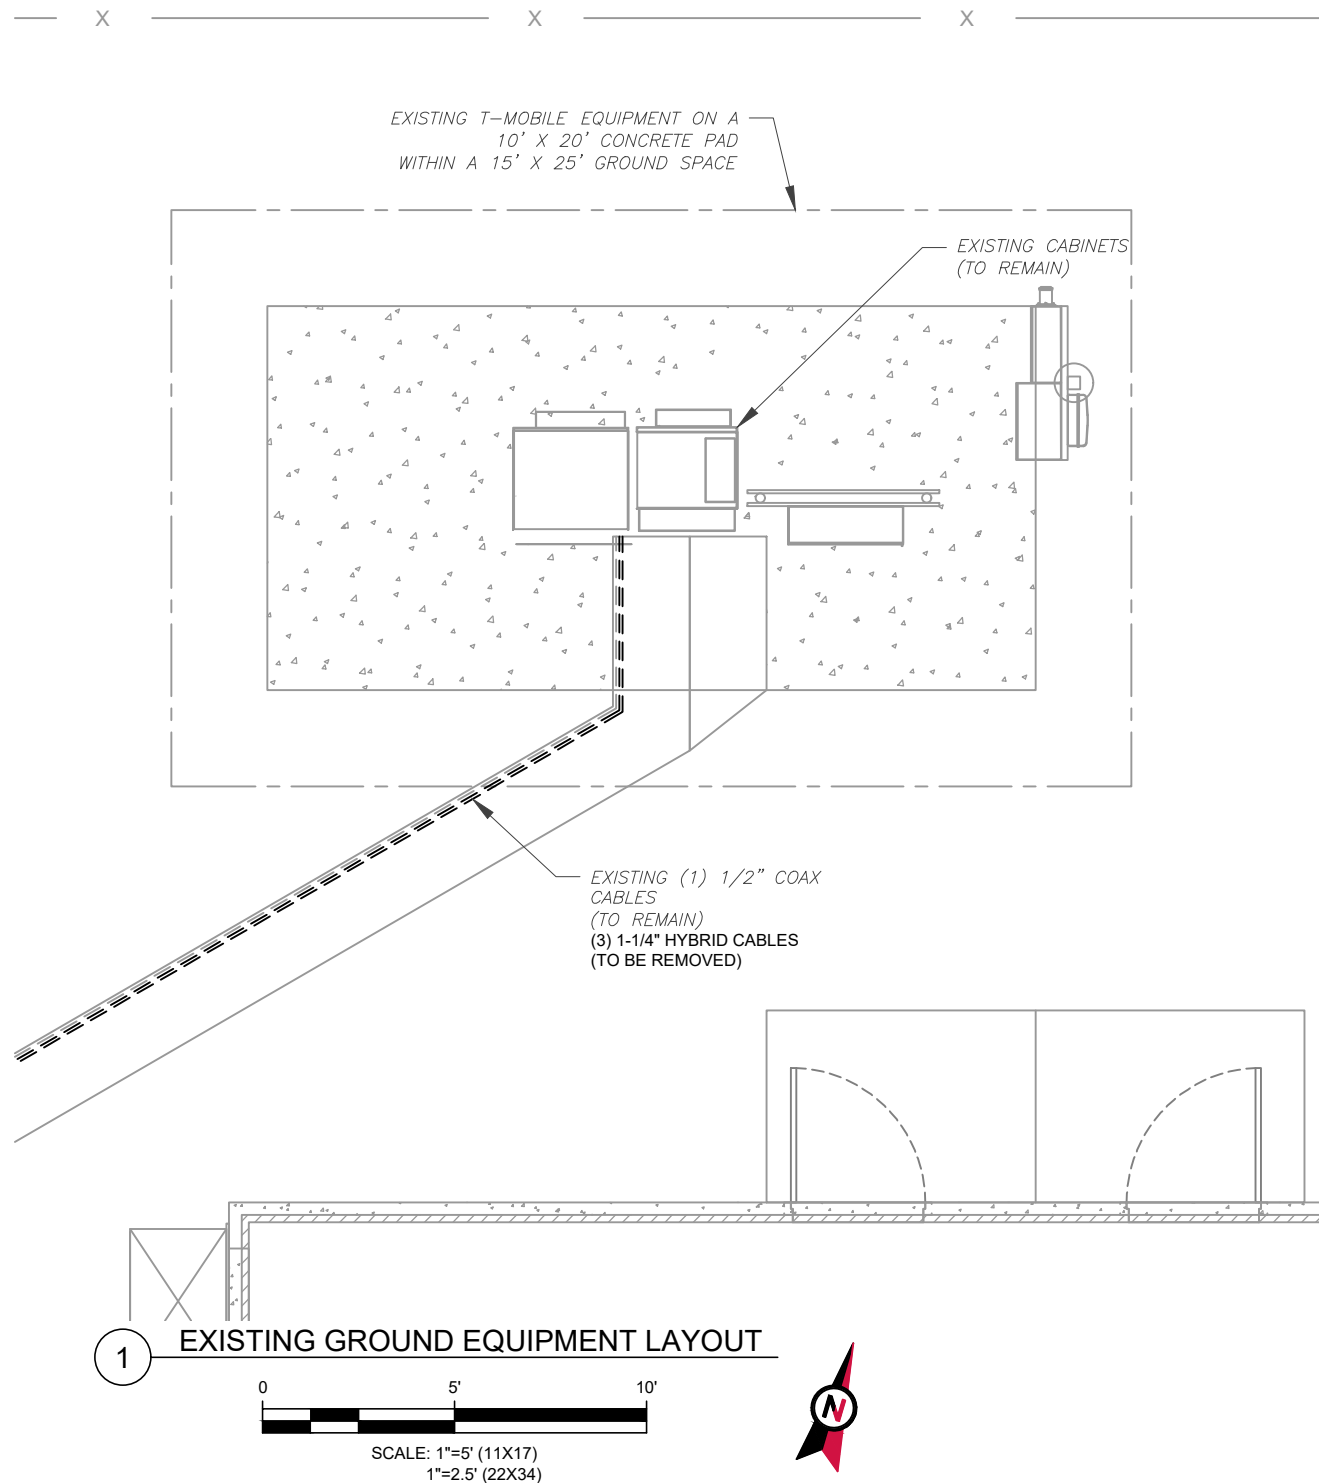 X X X
EXISTING T-MOBILE EQUIPMENT ON A
10' X 20' CONCRETE PAD
WITHIN A 15' X 25' GROUND SPACE
EXISTING CABINETS
(TO REMAIN)
EXISTING (1) 1/2" COAX
CABLES
(TO REMAIN)
(3) 1-1/4" HYBRID CABLES
(TO BE REMOVED)
1 EXISTING GROUND EQUIPMENT LAYOUT
0 5' 10'
SCALE: 1"=5' (11X17)
1"=2.5' (22X34)
N